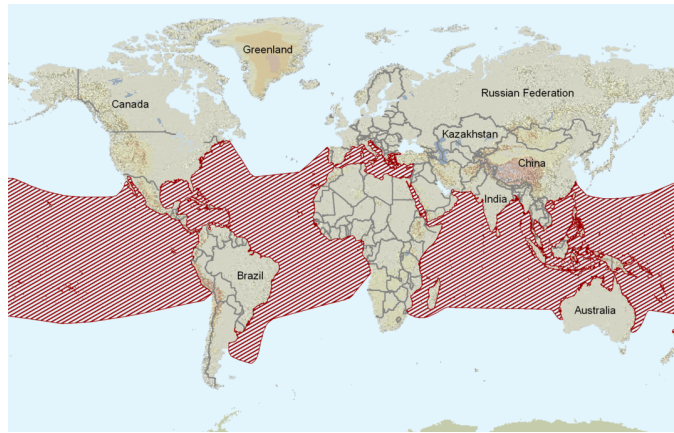 Greenland
Russian Federation
Canada
Kazakhstan
China
India
Brazil
Australia